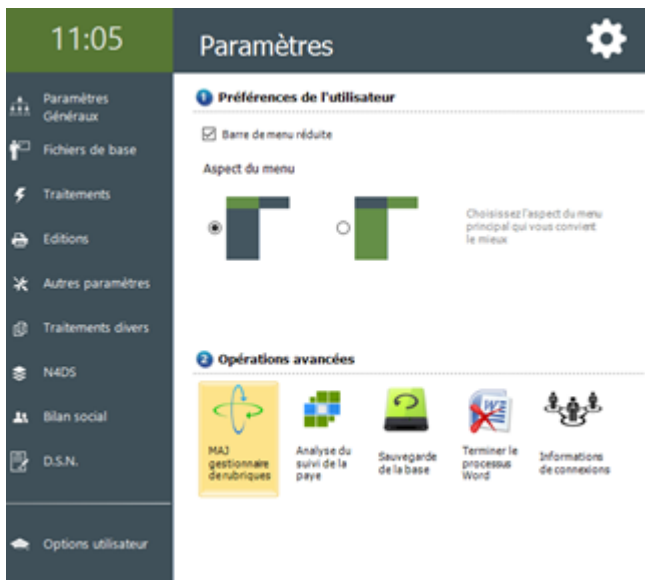 11:05
Paramètres
Paramètres
Généraux
Fichiers de base
Traitements
Editions
Autres paramètres
Traitements divers
N4DS
Bilan social
D.S.N.
Options utilisateur
1 Préférences de l'utilisateur
Barre de menu réduite
Aspect du menu
Choisissez l'aspect du menu
principal qui vous convient
le mieux
2 Opérations avancées
MAJ
gestionnaire
de rubriques
Analyse du
suivi de la
paye
Sauvegarde
de la base
Terminer le
processus
Word
Informations
de connexions